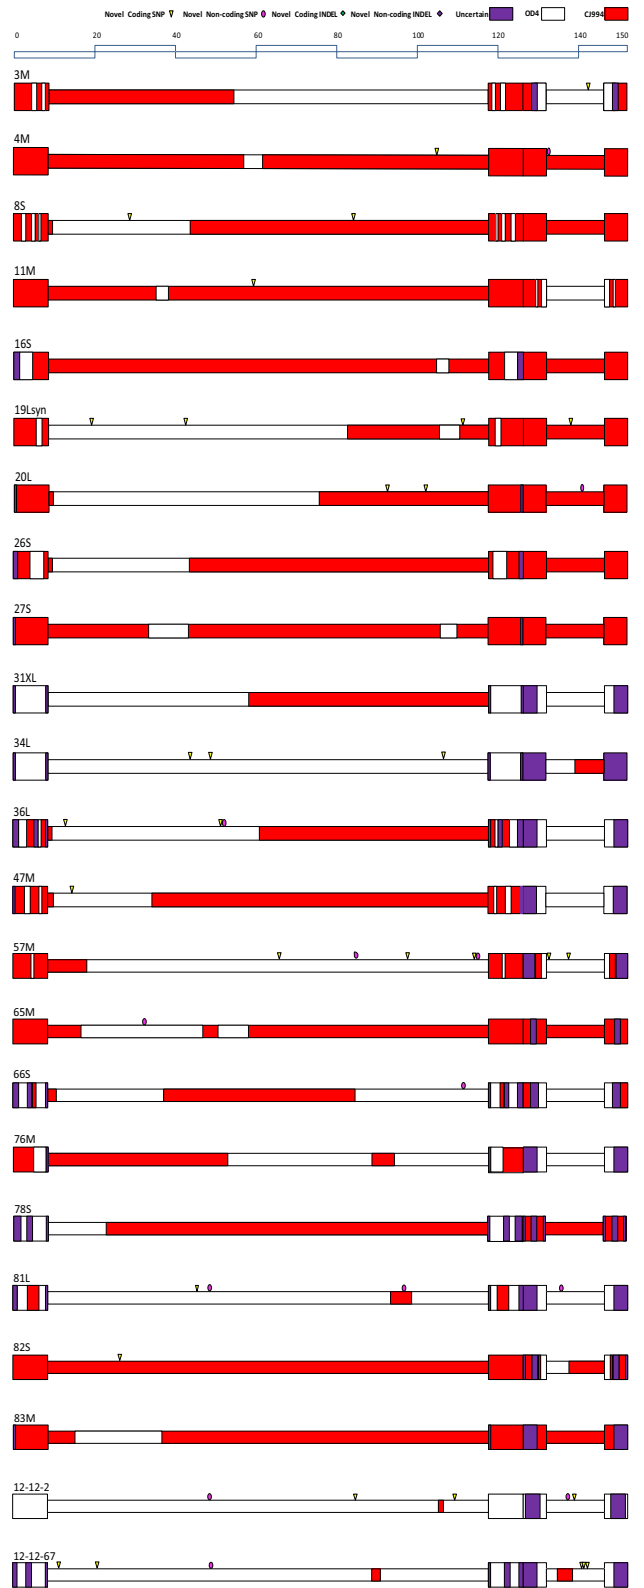 Novel Coding SNP Novel Non-coding SNP Novel Coding INDEL Novel Non-coding INDEL Uncertain OD4 CJ994
0 20 40 60 80 100 120 140 150
3M
4M
8S
11M
16S
19Lsyn
20L
26S
27S
31XL
34L
36L
47M
57M
65M
66S
76M
78S
81L
82S
83M
12-12-2
12-12-67